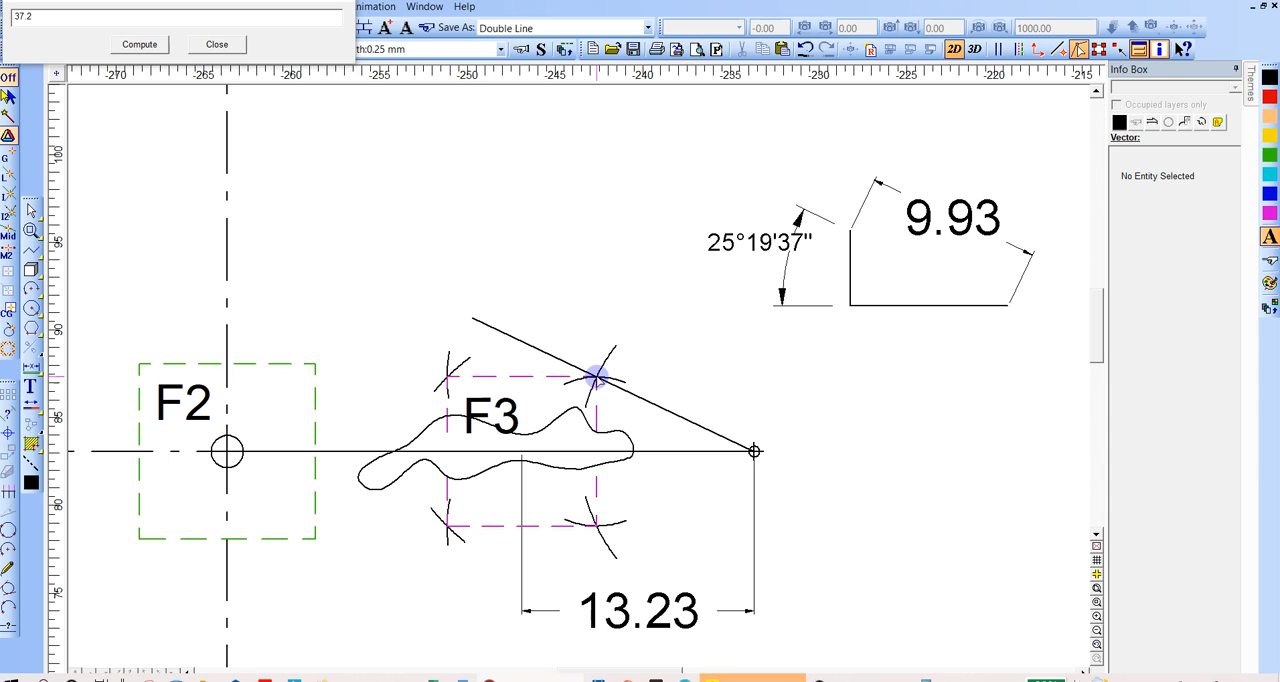 37.2
Compute
Close
nimation Window Help
Save As: Double Line
-0.00 0.00 0.00 1000.00
th:0.25 mm
2D 3D
-270 -265 -260 -255 -250 -245 -240 -235 -230 -225 -220 -215
Info Box
Themes
Occupied layers only
Vector:
No Entity Selected
Off
G
L
I
I2
Mid
M2
CG
T
S
P
A
100
95
90
85
80
75
9.93
25°19'37"
F2
F3
13.23